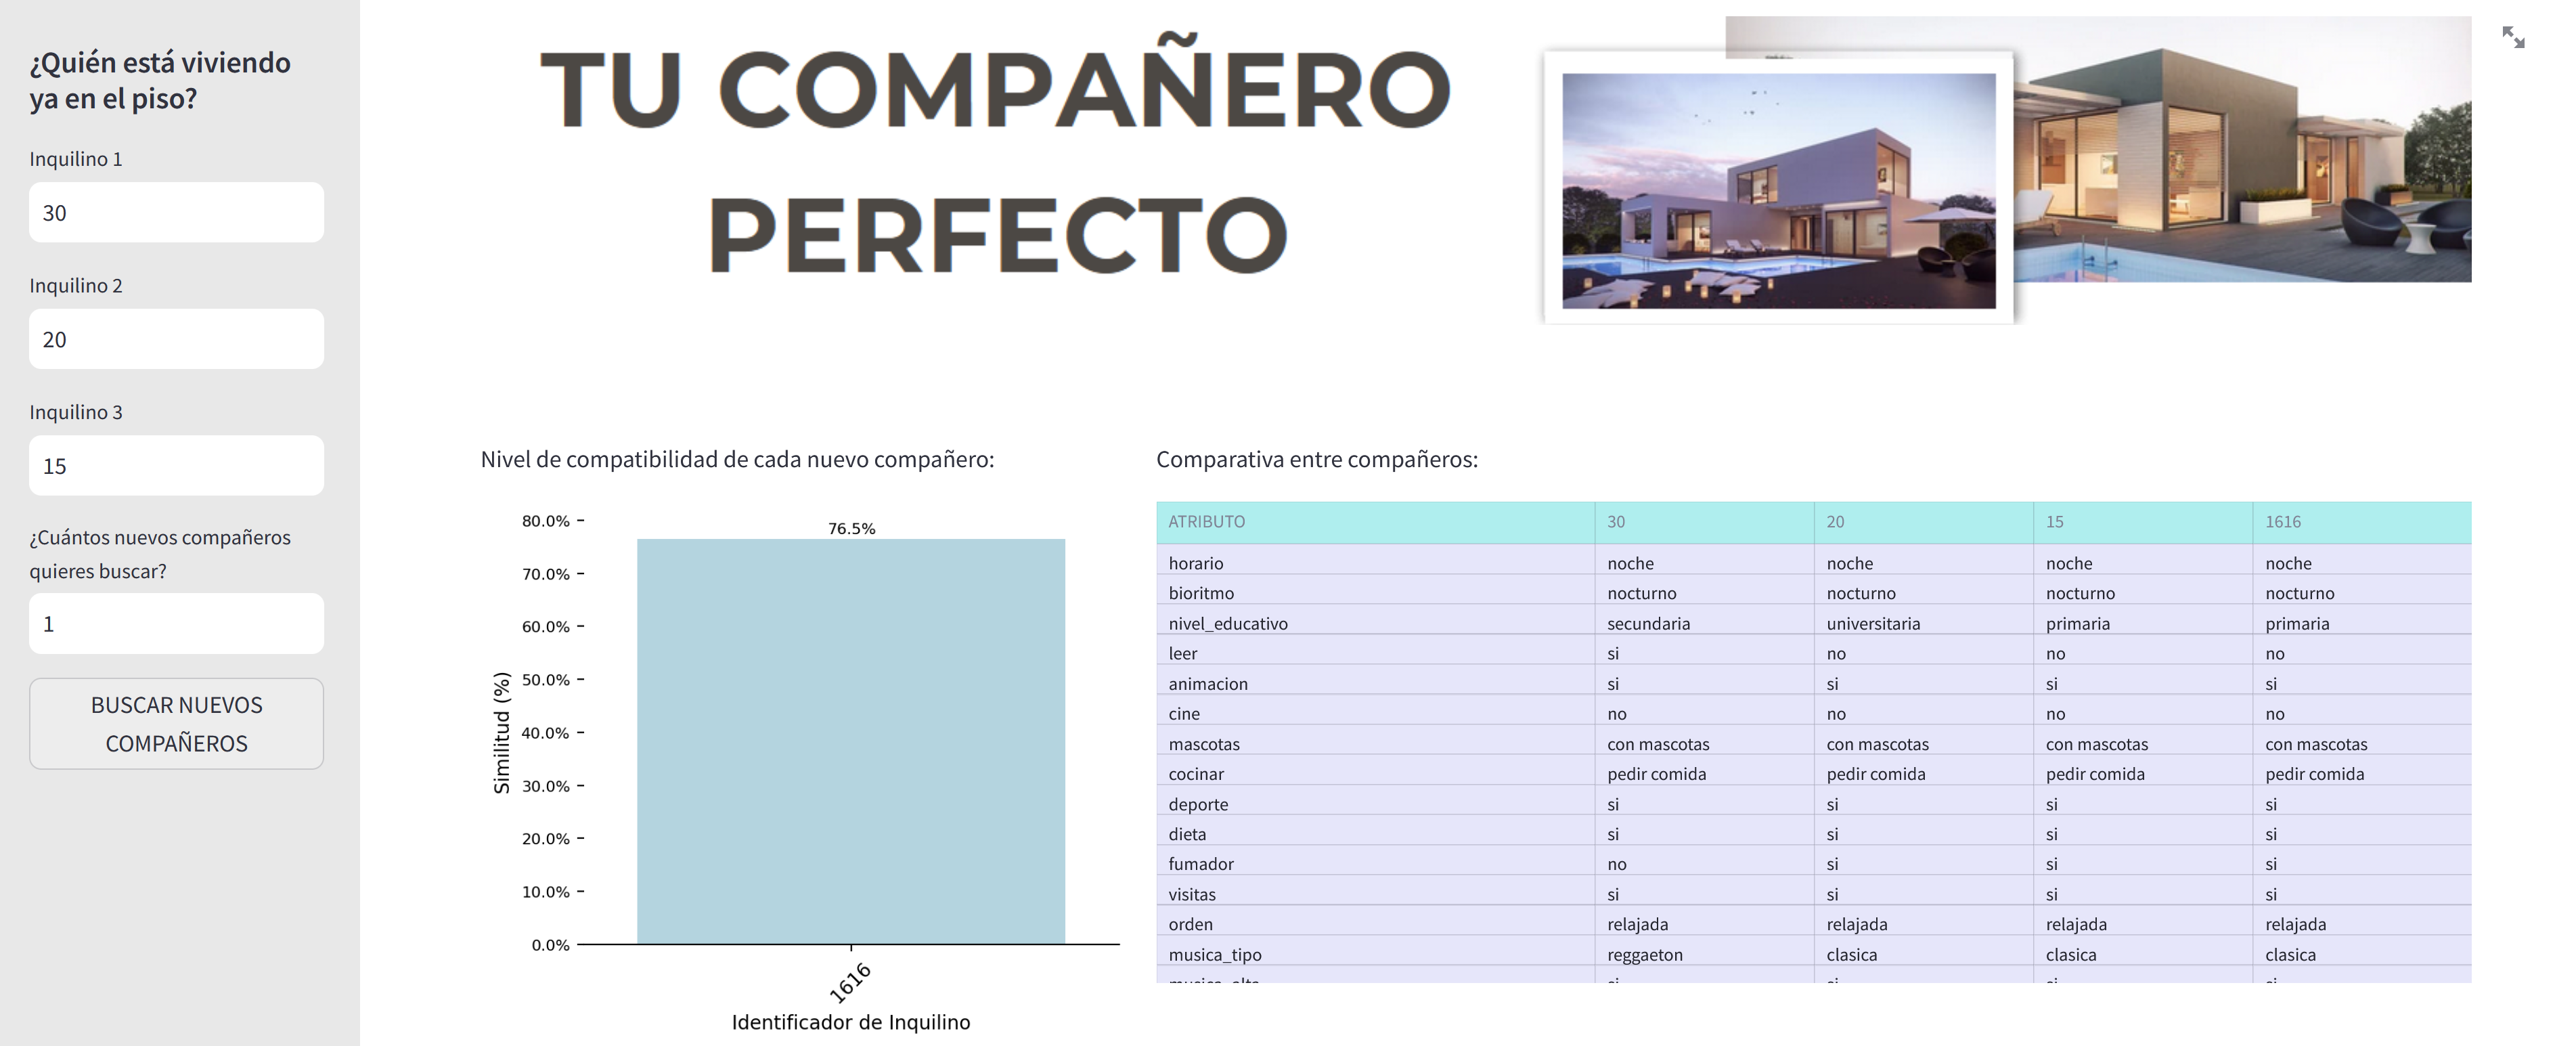 ¿Quién está viviendo
ya en el piso?
Inquilino 1
30
Inquilino 2
20
Inquilino 3
15
¿Cuántos nuevos compañeros
quieres buscar?
1
BUSCAR NUEVOS
COMPAÑEROS
TU COMPAÑERO
PERFECTO
Nivel de compatibilidad de cada nuevo compañero:
80.0%
70.0%
60.0%
50.0%
40.0%
30.0%
20.0%
10.0%
0.0%
Similitud (%)
76.5%
1616
Identificador de Inquilino
Comparativa entre compañeros:
ATRIBUTO 30 20 15 1616
horario noche noche noche noche
bioritmo nocturno nocturno nocturno nocturno
nivel_educativo secundaria universitaria primaria primaria
leer si no no no
animacion si si si si
cine no no no no
mascotas con mascotas con mascotas con mascotas con mascotas
cocinar pedir comida pedir comida pedir comida pedir comida
deporte si si si si
dieta si si si si
fumador no si si si
visitas si si si si
orden relajada relajada relajada relajada
musica_tipo reggaeton clasica clasica clasica